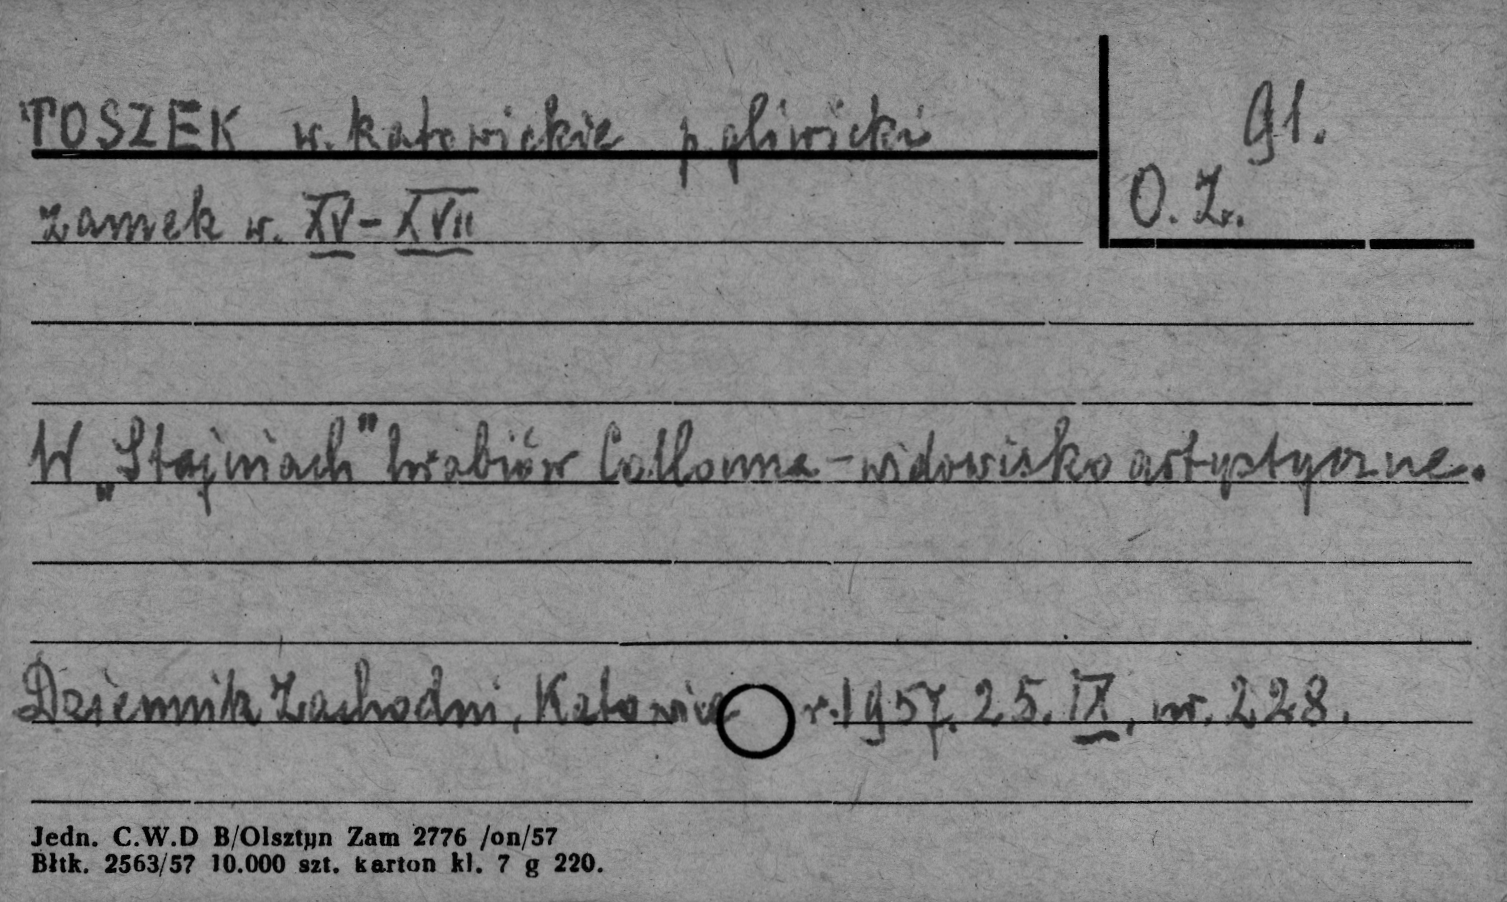 TOSZEK w. katowickie p. gliwicki
Gl.
O. Z.
zamek w. XV - XVII
W „Stajniach" hrabiów Colonna - widowisko artystyczne.
Dziennik Zachodni, Katowice r. 1957. 25. IX, nr. 228.
Jedn. C.W.D B/Olsztyn Zam 2776 /on/57
Bltk. 2563/57 10.000 szt. karton kl. 7 g 220.